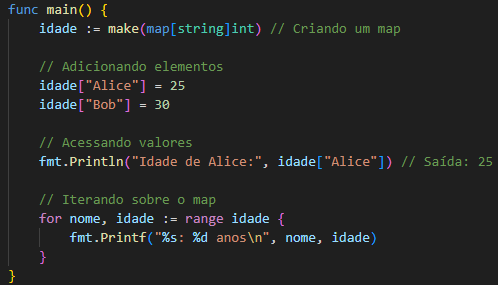 func main() {
idade := make(map[string]int) // Criando um map
// Adicionando elementos
idade["Alice"] = 25
idade["Bob"] = 30
// Acessando valores
fmt.Println("Idade de Alice:", idade["Alice"]) // Saída: 25
// Iterando sobre o map
for nome, idade := range idade {
fmt.Printf("%s: %d anos\n", nome, idade)
}
}